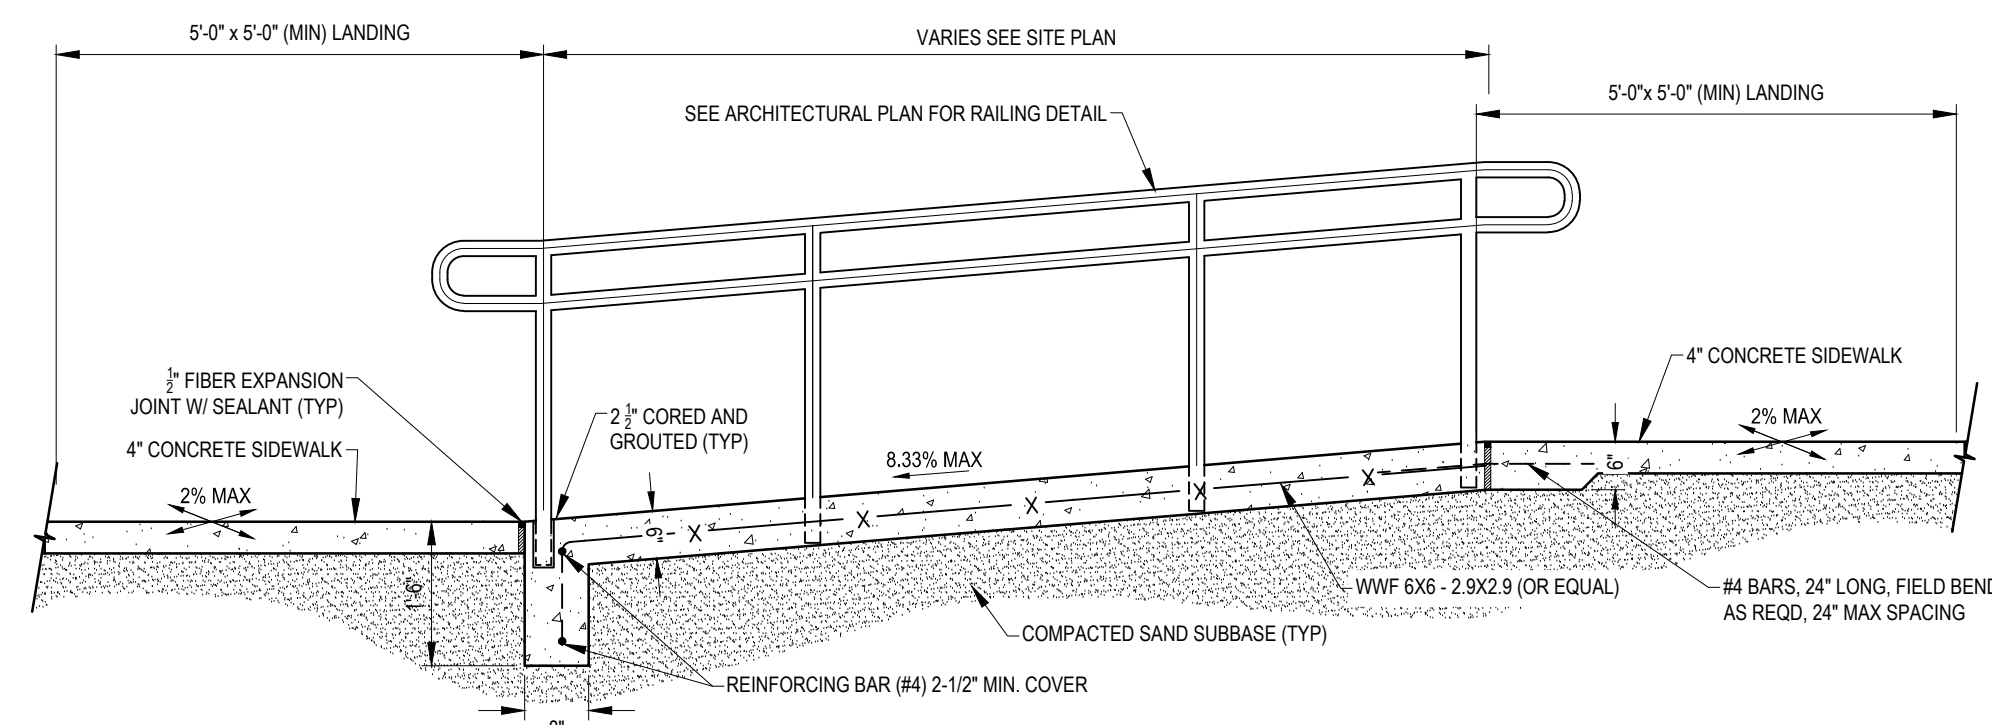 5'-0" x 5'-0" (MIN) LANDING
VARIES SEE SITE PLAN
5'-0"x 5'-0" (MIN) LANDING
SEE ARCHITECTURAL PLAN FOR RAILING DETAIL
4" CONCRETE SIDEWALK
½" FIBER EXPANSION
JOINT W/ SEALANT (TYP)
2 ½" CORED AND
GROUTED (TYP)
2% MAX
4" CONCRETE SIDEWALK
8.33% MAX
6"
2% MAX
6"
1'-6"
WWF 6X6 - 2.9X2.9 (OR EQUAL)
#4 BARS, 24" LONG, FIELD BEND
AS REQD, 24" MAX SPACING
COMPACTED SAND SUBBASE (TYP)
REINFORCING BAR (#4) 2-1/2" MIN. COVER